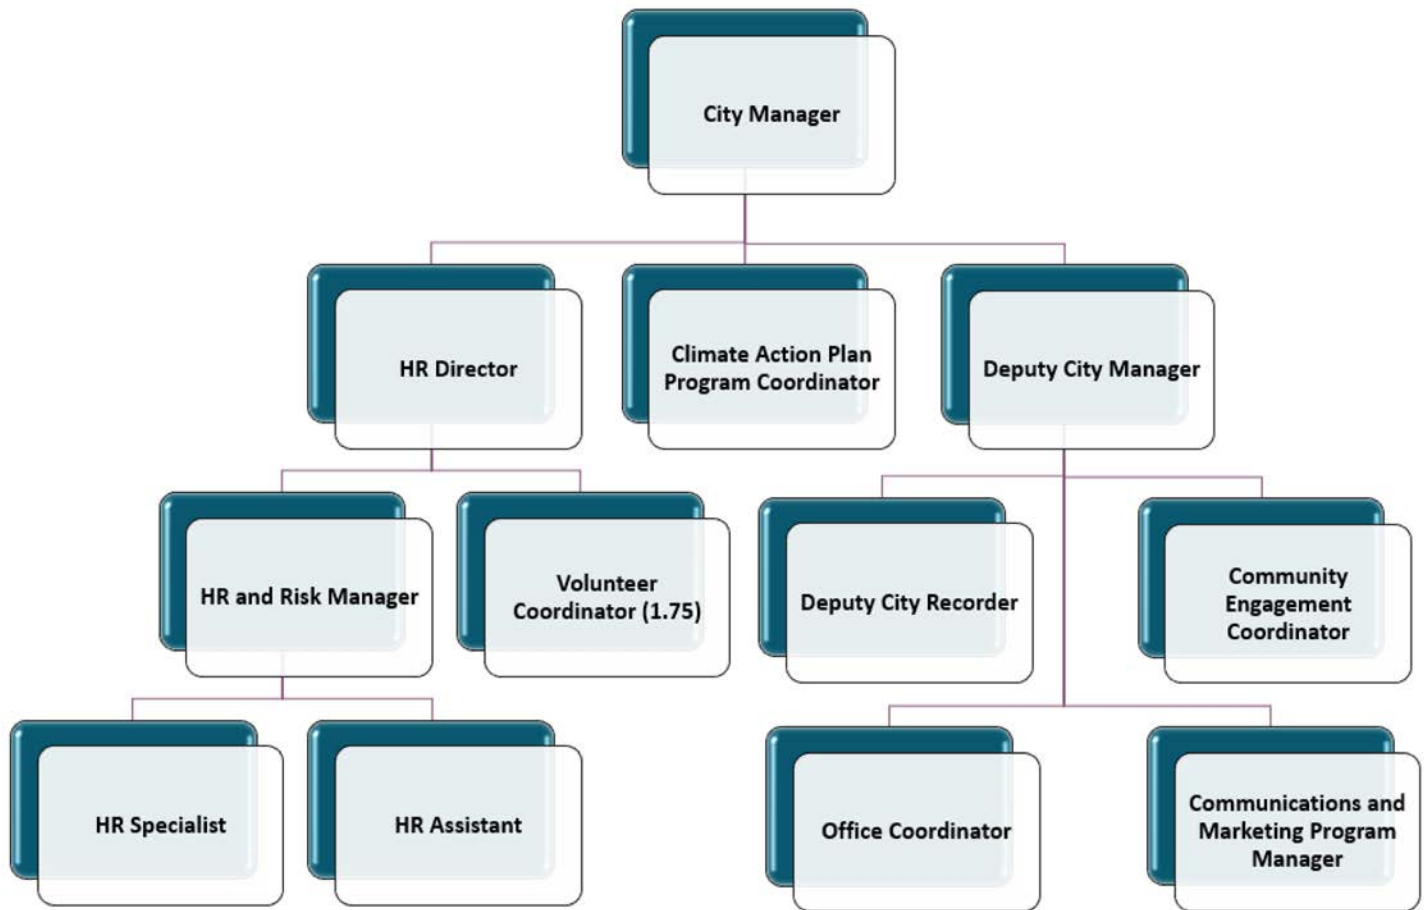 City Manager
HR Director
Climate Action Plan
Program Coordinator
Deputy City Manager
HR and Risk Manager
Volunteer
Coordinator (1.75)
Deputy City Recorder
Community
Engagement
Coordinator
HR Specialist
HR Assistant
Office Coordinator
Communications and
Marketing Program
Manager